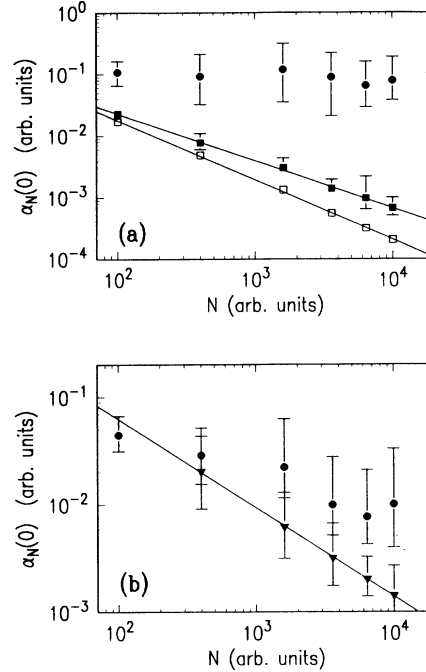 α_N(0) (arb. units)
10^0
10^-1
10^-2
10^-3
10^-4
(a)
10^2
10^3
10^4
N (arb. units)
α_N(0) (arb. units)
10^-1
10^-2
10^-3
(b)
10^2
10^3
10^4
N (arb. units)